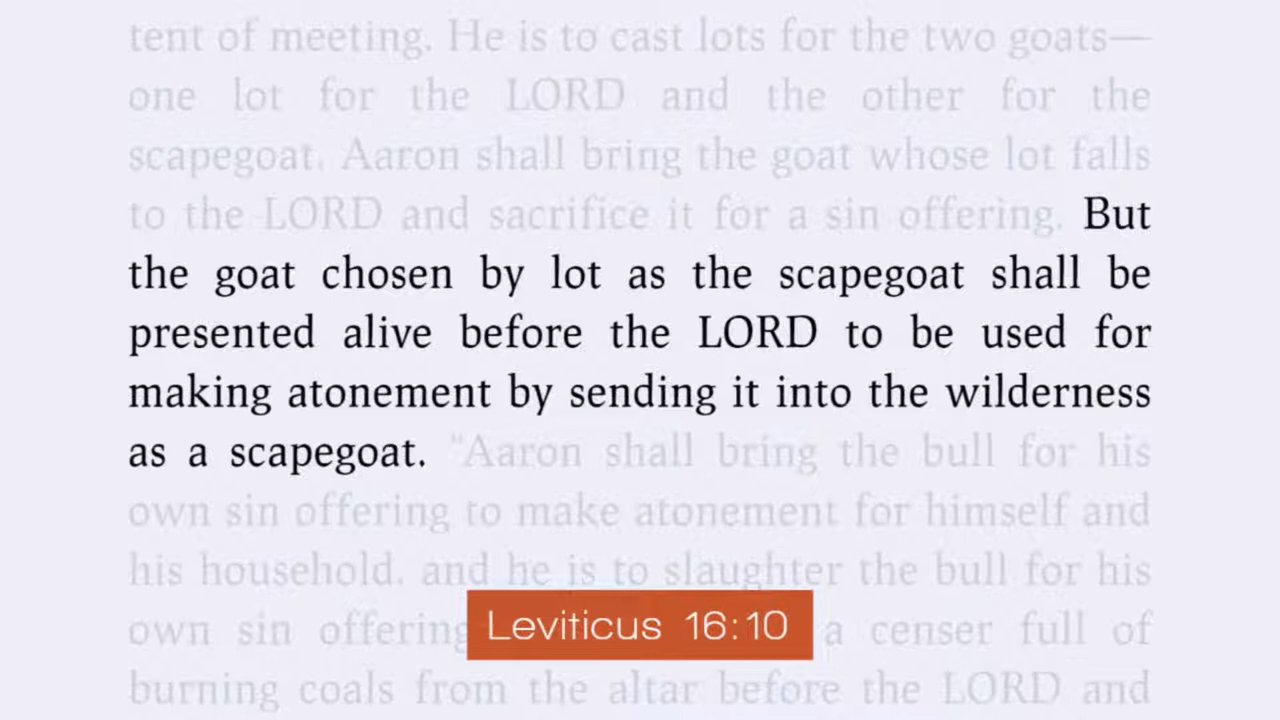 tent of meeting. He is to cast lots for the two goats—
one lot for the LORD and the other for the
scapegoat. Aaron shall bring the goat whose lot falls
to the LORD and sacrifice it for a sin offering. But
the goat chosen by lot as the scapegoat shall be
presented alive before the LORD to be used for
making atonement by sending it into the wilderness
as a scapegoat. “Aaron shall bring the bull for his
own sin offering to make atonement for himself and
his household, and he is to slaughter the bull for his
own sin offering a censer full of
Leviticus 16:10
burning coals from the altar before the LORD and